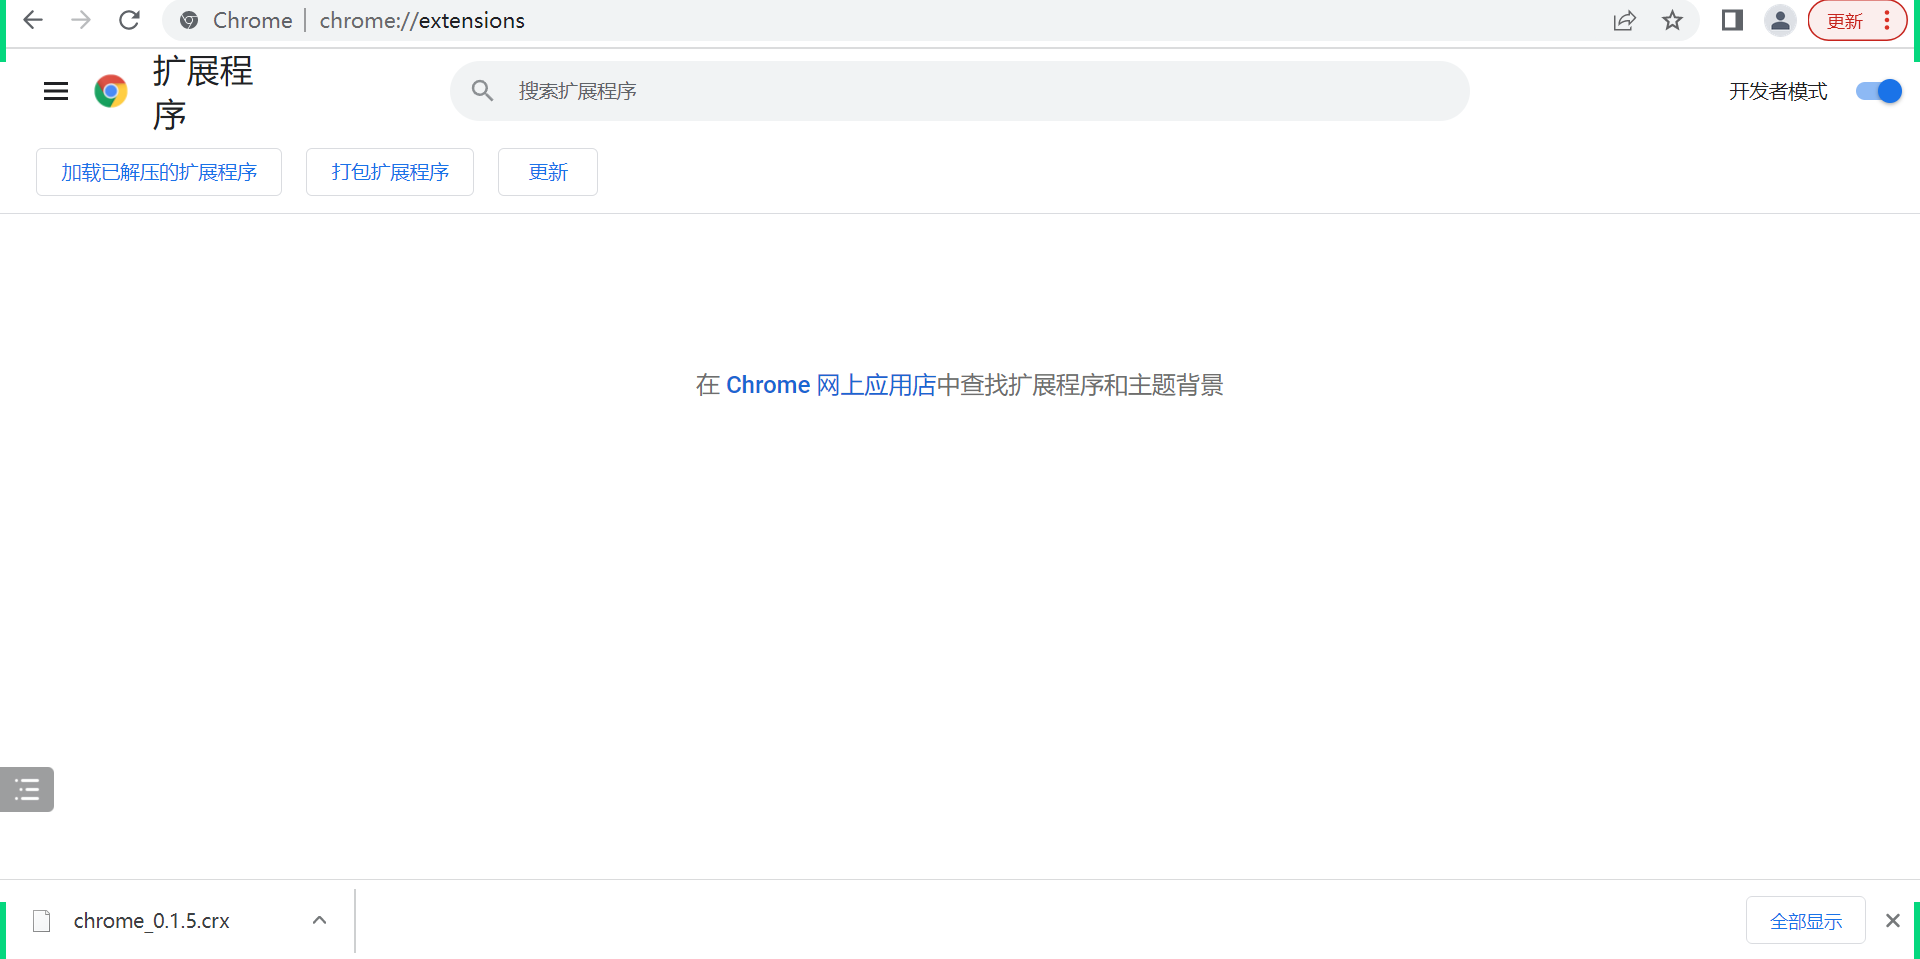 Chrome | chrome://extensions
更新
扩展程
序
搜索扩展程序
开发者模式
加载已解压的扩展程序
打包扩展程序
更新
在 Chrome 网上应用店中查找扩展程序和主题背景
chrome_0.1.5.crx
全部显示